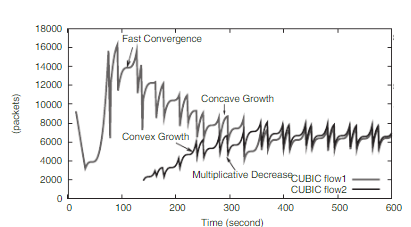 18000
16000
14000
12000
10000
8000
6000
4000
2000
0
(packets)
Fast Convergence
Concave Growth
Convex Growth
Multiplicative Decrease
CUBIC flow1
CUBIC flow2
0 100 200 300 400 500 600
Time (second)